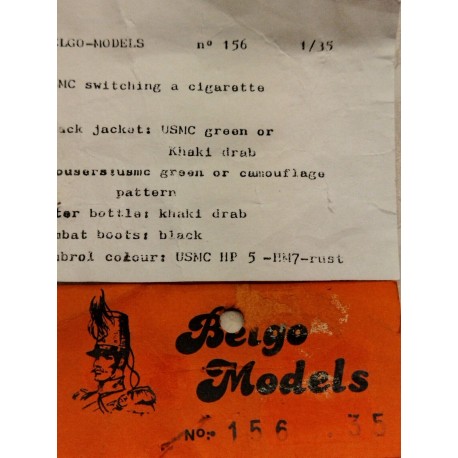 ELGO-MODELS nº 156 1/35
MC switching a cigarette
ack jacket: USMC green or
Khaki drab
ousers:usmc green or camouflage
pattern
ter bottle: khaki drab
mbat boots: black
mbrol colour: USMC HP 5 -HM7-rust
Belgo
Models
No:- 156 .35